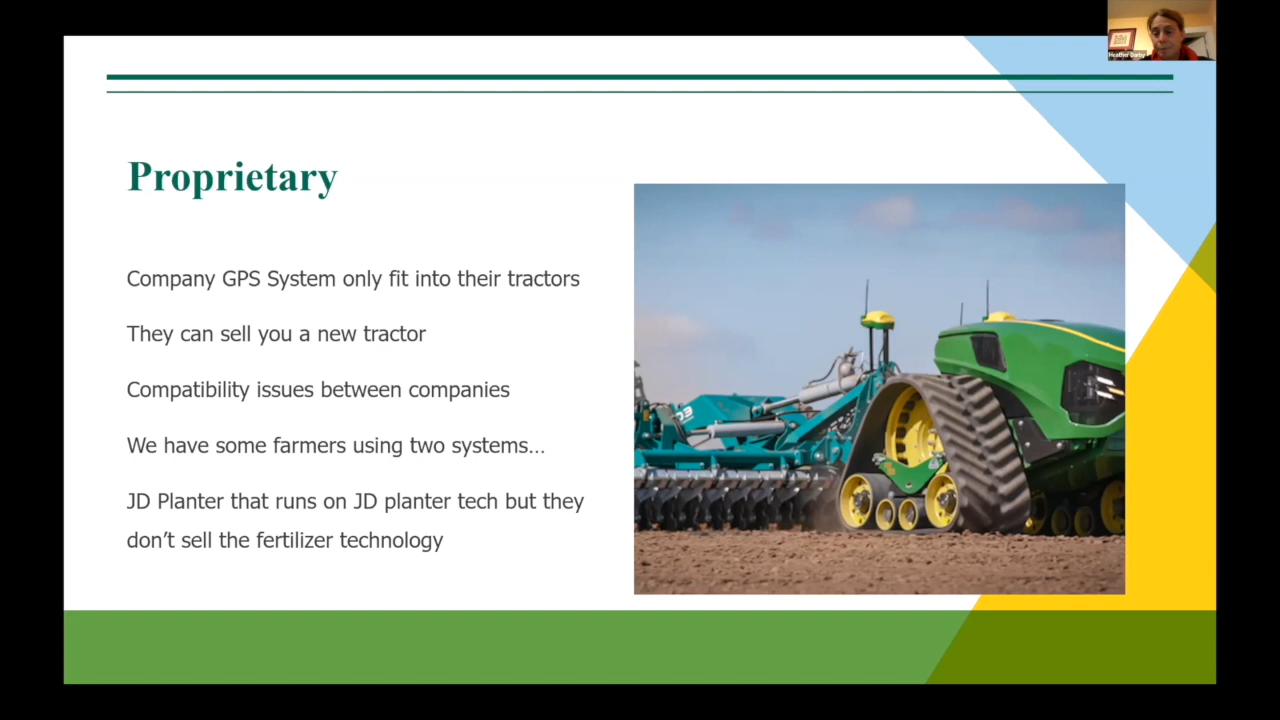 Heather Darby
Proprietary
Company GPS System only fit into their tractors
They can sell you a new tractor
Compatibility issues between companies
We have some farmers using two systems...
JD Planter that runs on JD planter tech but they
don't sell the fertilizer technology